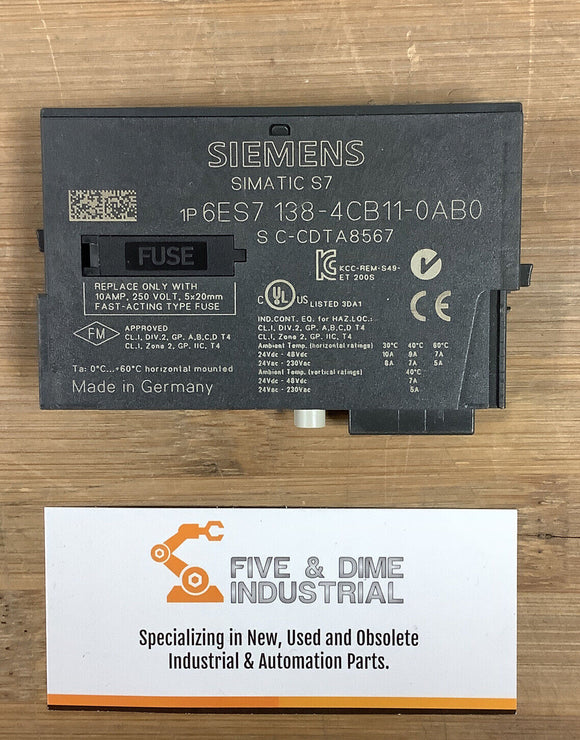 SIEMENS
SIMATIC S7
1P 6ES7 138-4CB11-0AB0
S C-CDTA8567
FUSE
REPLACE ONLY WITH
10AMP, 250 VOLT, 5x20mm
FAST-ACTING TYPE FUSE
KCC-REM-S49-
ET 200S
C UL US LISTED 3DA1
IND.CONT. EQ. for HAZ.LOC.:
CL.I, DIV.2, GP. A,B,C,D T4
CL.I, Zone 2, GP. IIC, T4
CE
FM APPROVED
CL.I, DIV.2, GP. A,B,C,D T4
CL.I, Zone 2, GP. IIC, T4
Ambient Temp. (horizontal ratings) 30°C 40°C 60°C
24Vdc - 48Vdc 10A 8A 7A
24Vac - 230Vac 8A 7A 5A
Ambient Temp. (vertical ratings) 40°C
24Vdc - 48Vdc 7A
24Vac - 230Vac 5A
Ta: 0°C...+60°C horizontal mounted
Made in Germany
FIVE & DIME
INDUSTRIAL
Specializing in New, Used and Obsolete
Industrial & Automation Parts.